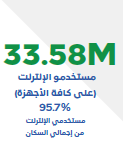 33.58M
مستخدمو الإنترنت
(على كافة الأجهزة)
95.7%
مستخدمي الإنترنت
من إجمالي السكان